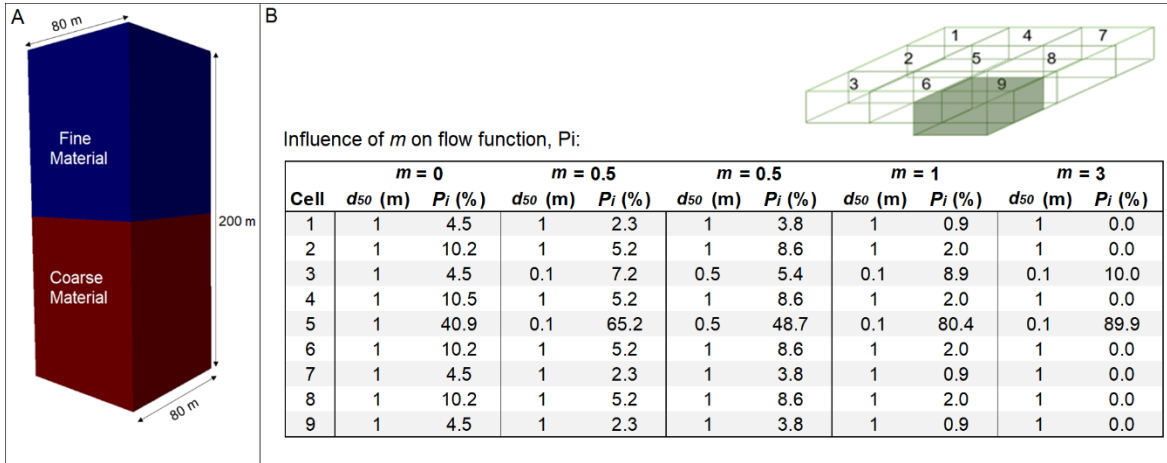 A
80 m
Fine
Material
200 m
Coarse
Material
80 m
B
1 4 7
2 5 8
3 6 9
Influence of m on flow function, Pi:
m = 0 m = 0.5 m = 0.5 m = 1 m = 3
Cell d50 (m) Pi (%) d50 (m) Pi (%) d50 (m) Pi (%) d50 (m) Pi (%) d50 (m) Pi (%)
1 1 4.5 1 2.3 1 3.8 1 0.9 1 0.0
2 1 10.2 1 5.2 1 8.6 1 2.0 1 0.0
3 1 4.5 0.1 7.2 0.5 5.4 0.1 8.9 0.1 10.0
4 1 10.5 1 5.2 1 8.6 1 2.0 1 0.0
5 1 40.9 0.1 65.2 0.5 48.7 0.1 80.4 0.1 89.9
6 1 10.2 1 5.2 1 8.6 1 2.0 1 0.0
7 1 4.5 1 2.3 1 3.8 1 0.9 1 0.0
8 1 10.2 1 5.2 1 8.6 1 2.0 1 0.0
9 1 4.5 1 2.3 1 3.8 1 0.9 1 0.0